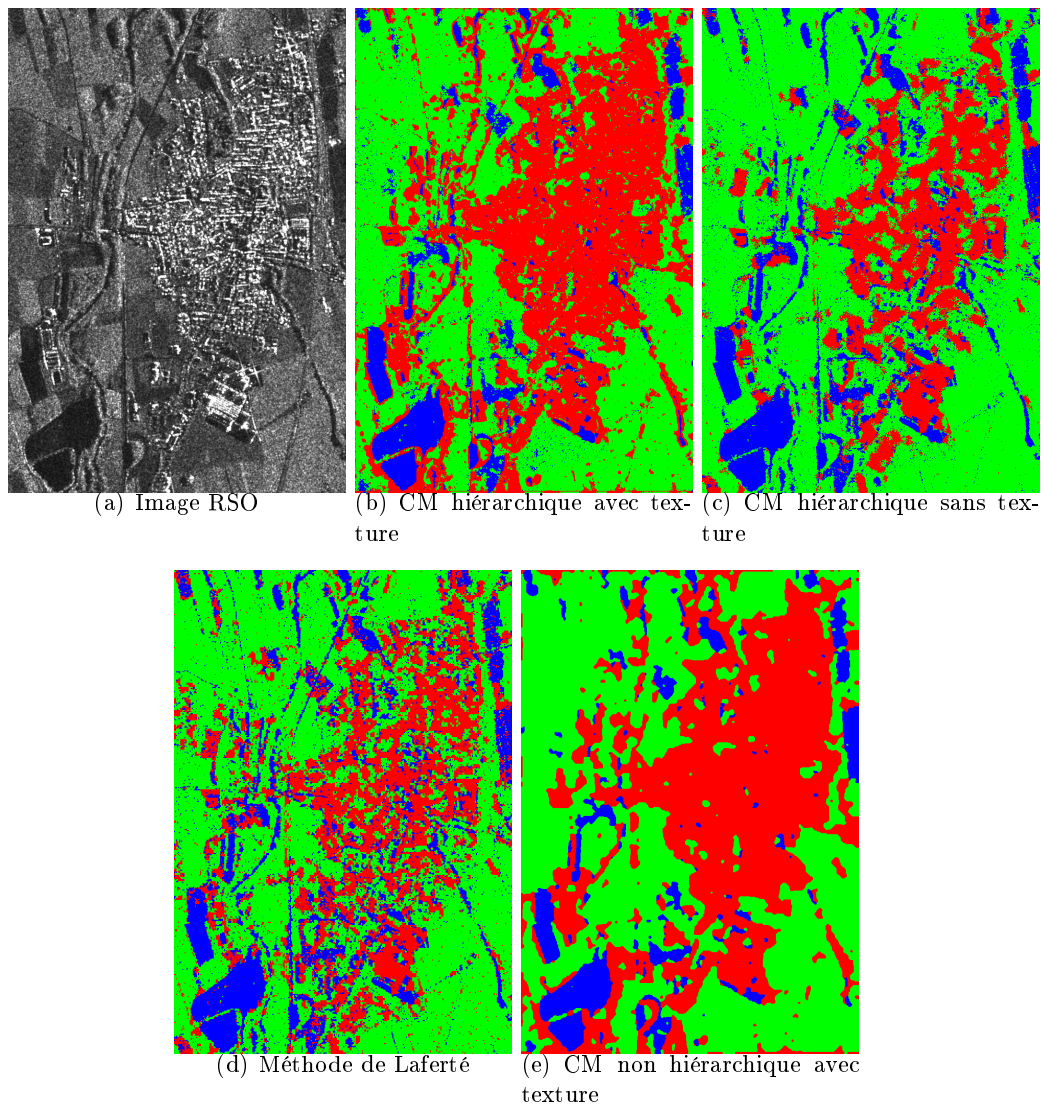 (a) Image RSO
(b) CM hiérarchique avec tex-
ture
(c) CM hiérarchique sans tex-
ture
(d) Méthode de Laferté
(e) CM non hiérarchique avec
texture